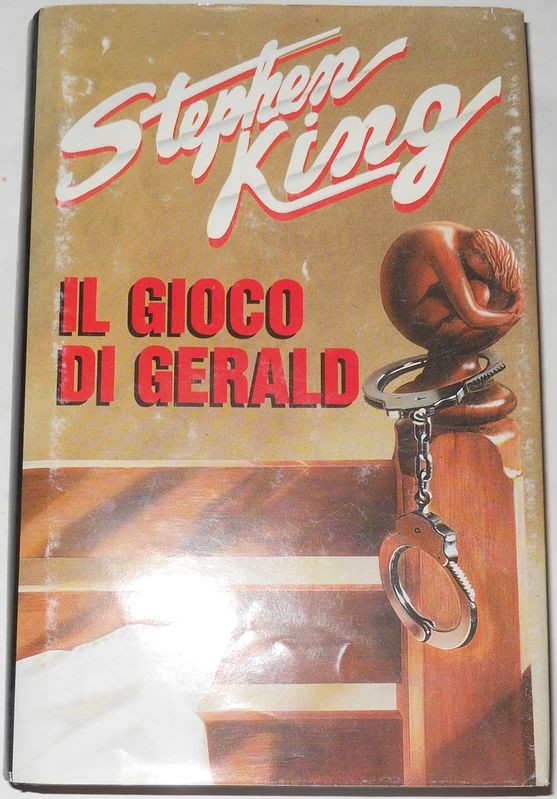 Stephen
King
IL GIOCO
DI GERALD